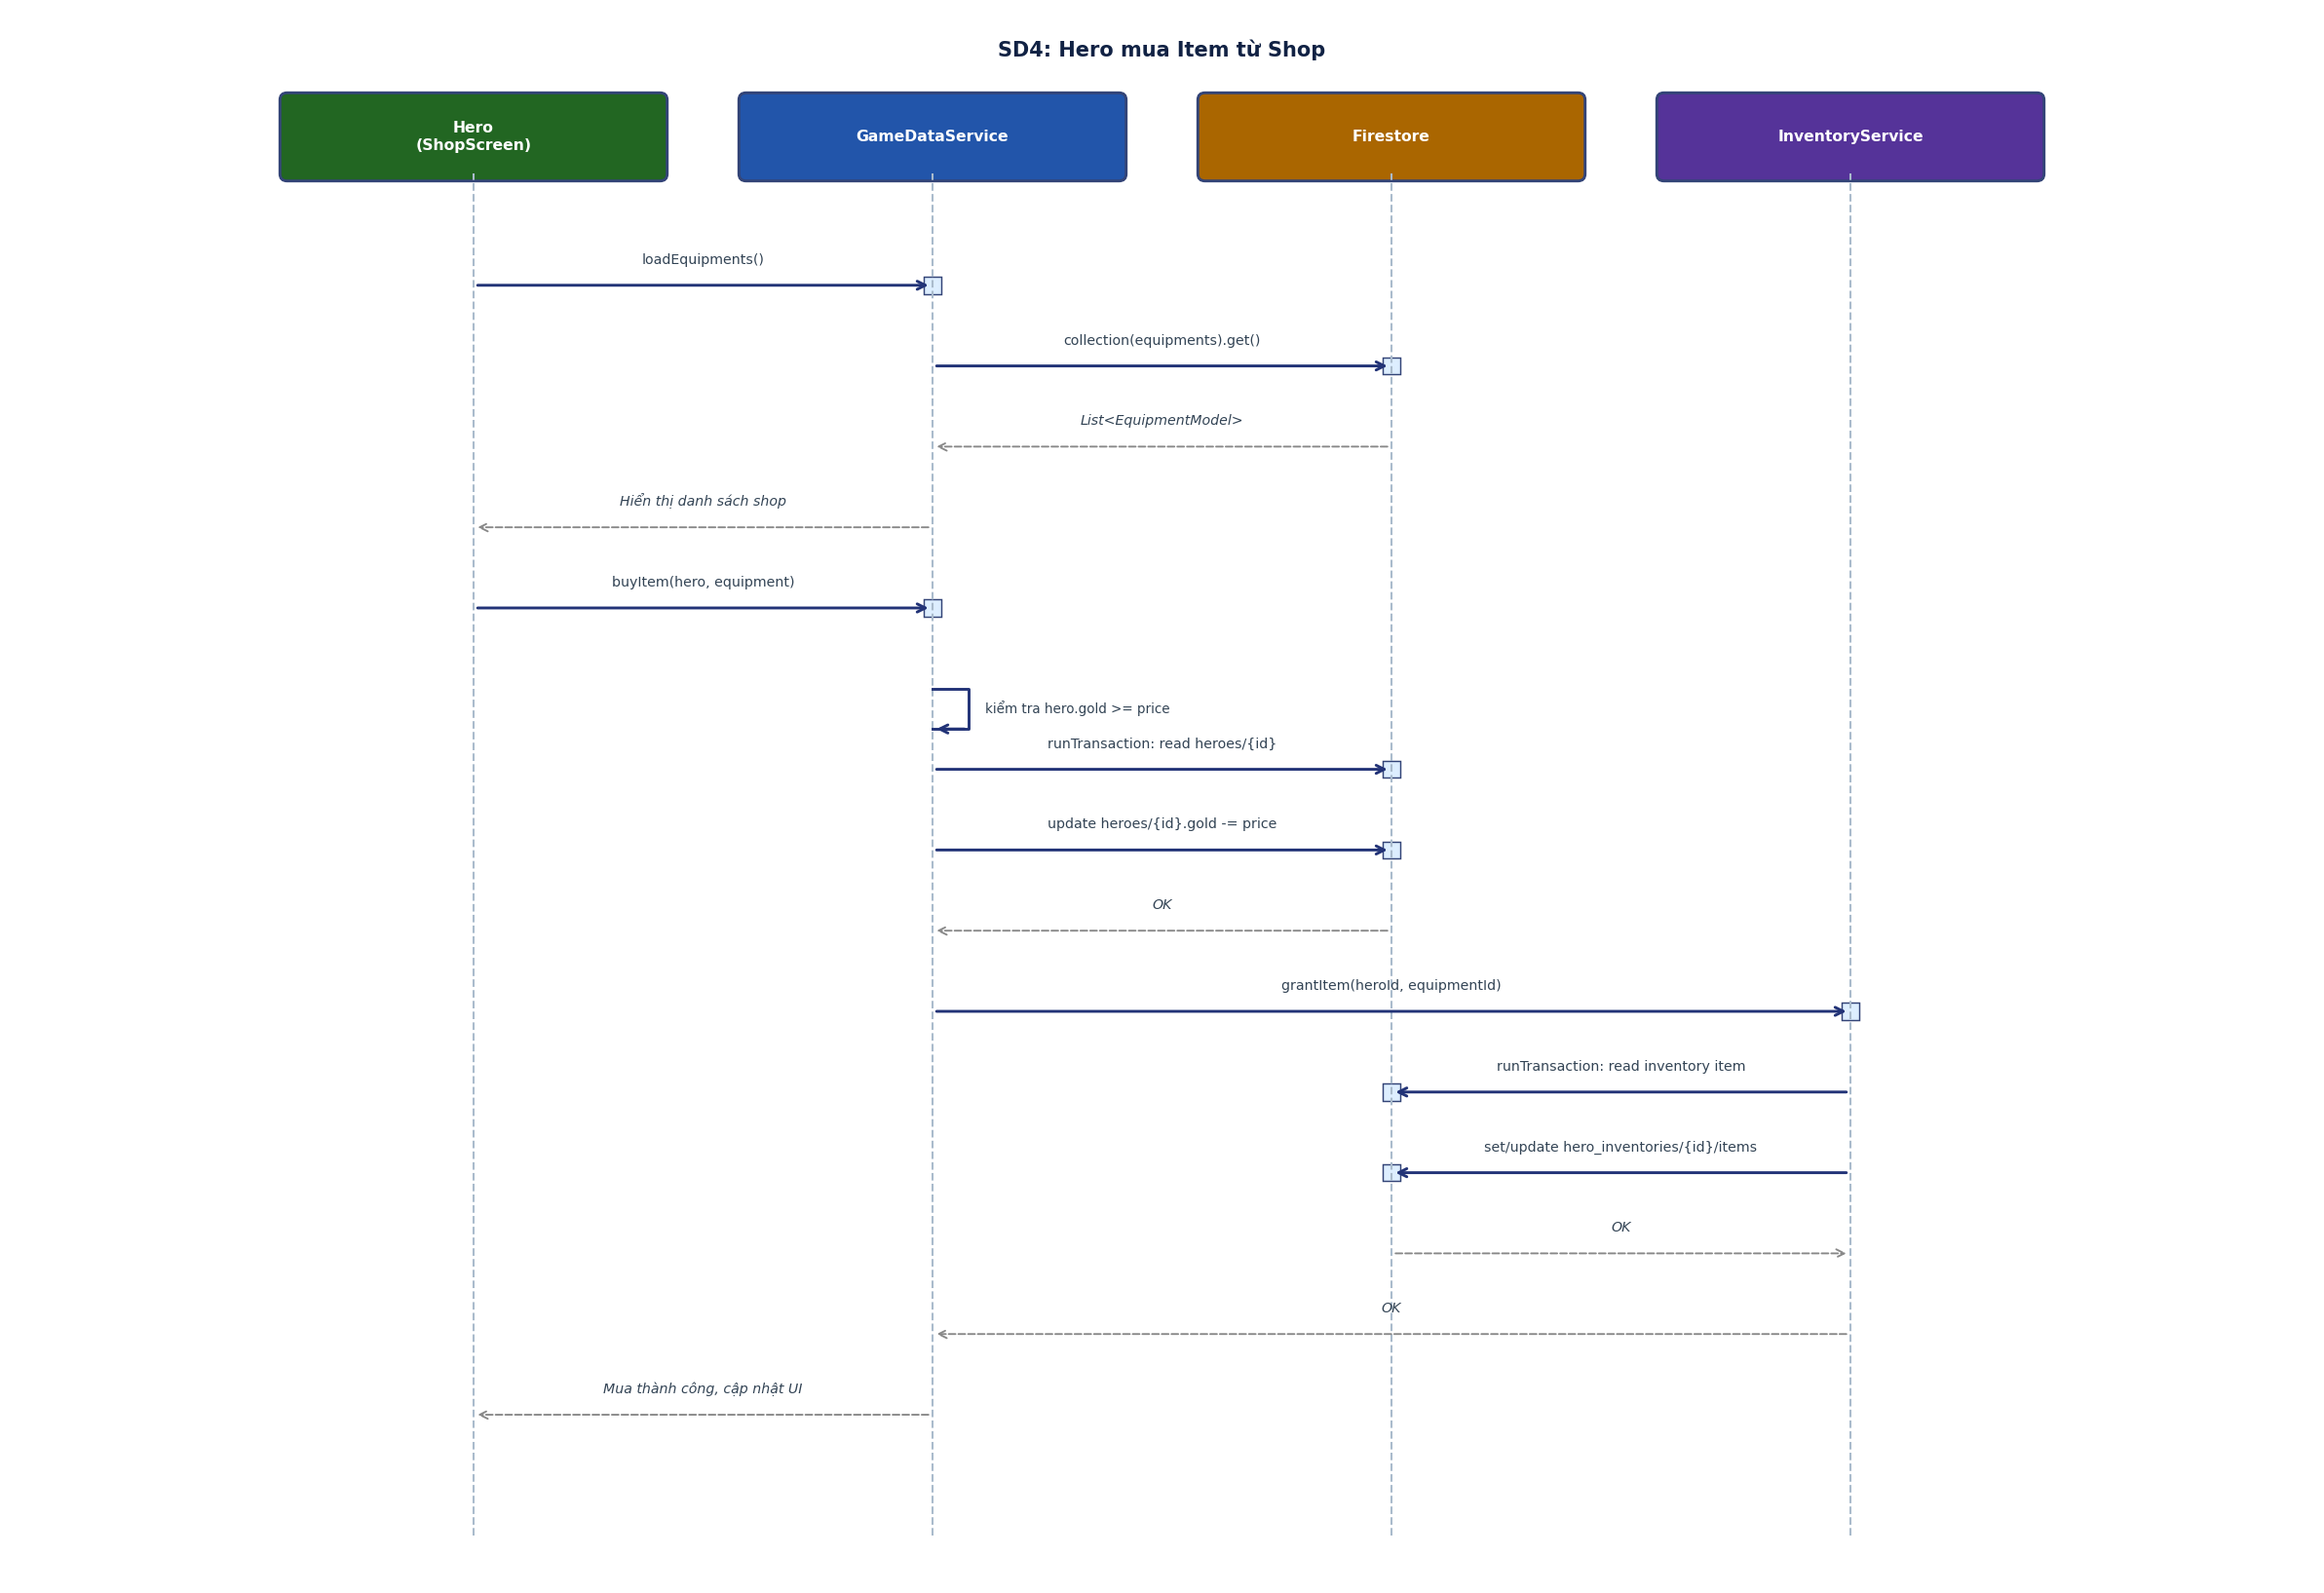 SD4: Hero mua Item từ Shop
Hero
(ShopScreen)
GameDataService
Firestore
InventoryService
loadEquipments()
collection(equipments).get()
List<EquipmentModel>
Hiển thị danh sách shop
buyItem(hero, equipment)
kiểm tra hero.gold >= price
runTransaction: read heroes/{id}
update heroes/{id}.gold -= price
OK
grantItem(heroId, equipmentId)
runTransaction: read inventory item
set/update hero_inventories/{id}/items
OK
OK
Mua thành công, cập nhật UI